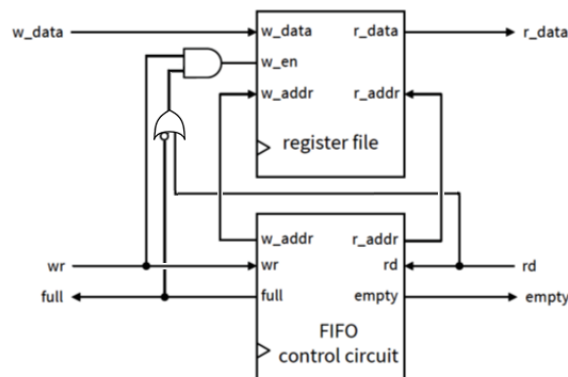 w_data w_data r_data r_data
w_en
w_addr r_addr
register file
w_addr r_addr
wr wr rd rd
full full empty empty
FIFO
control circuit